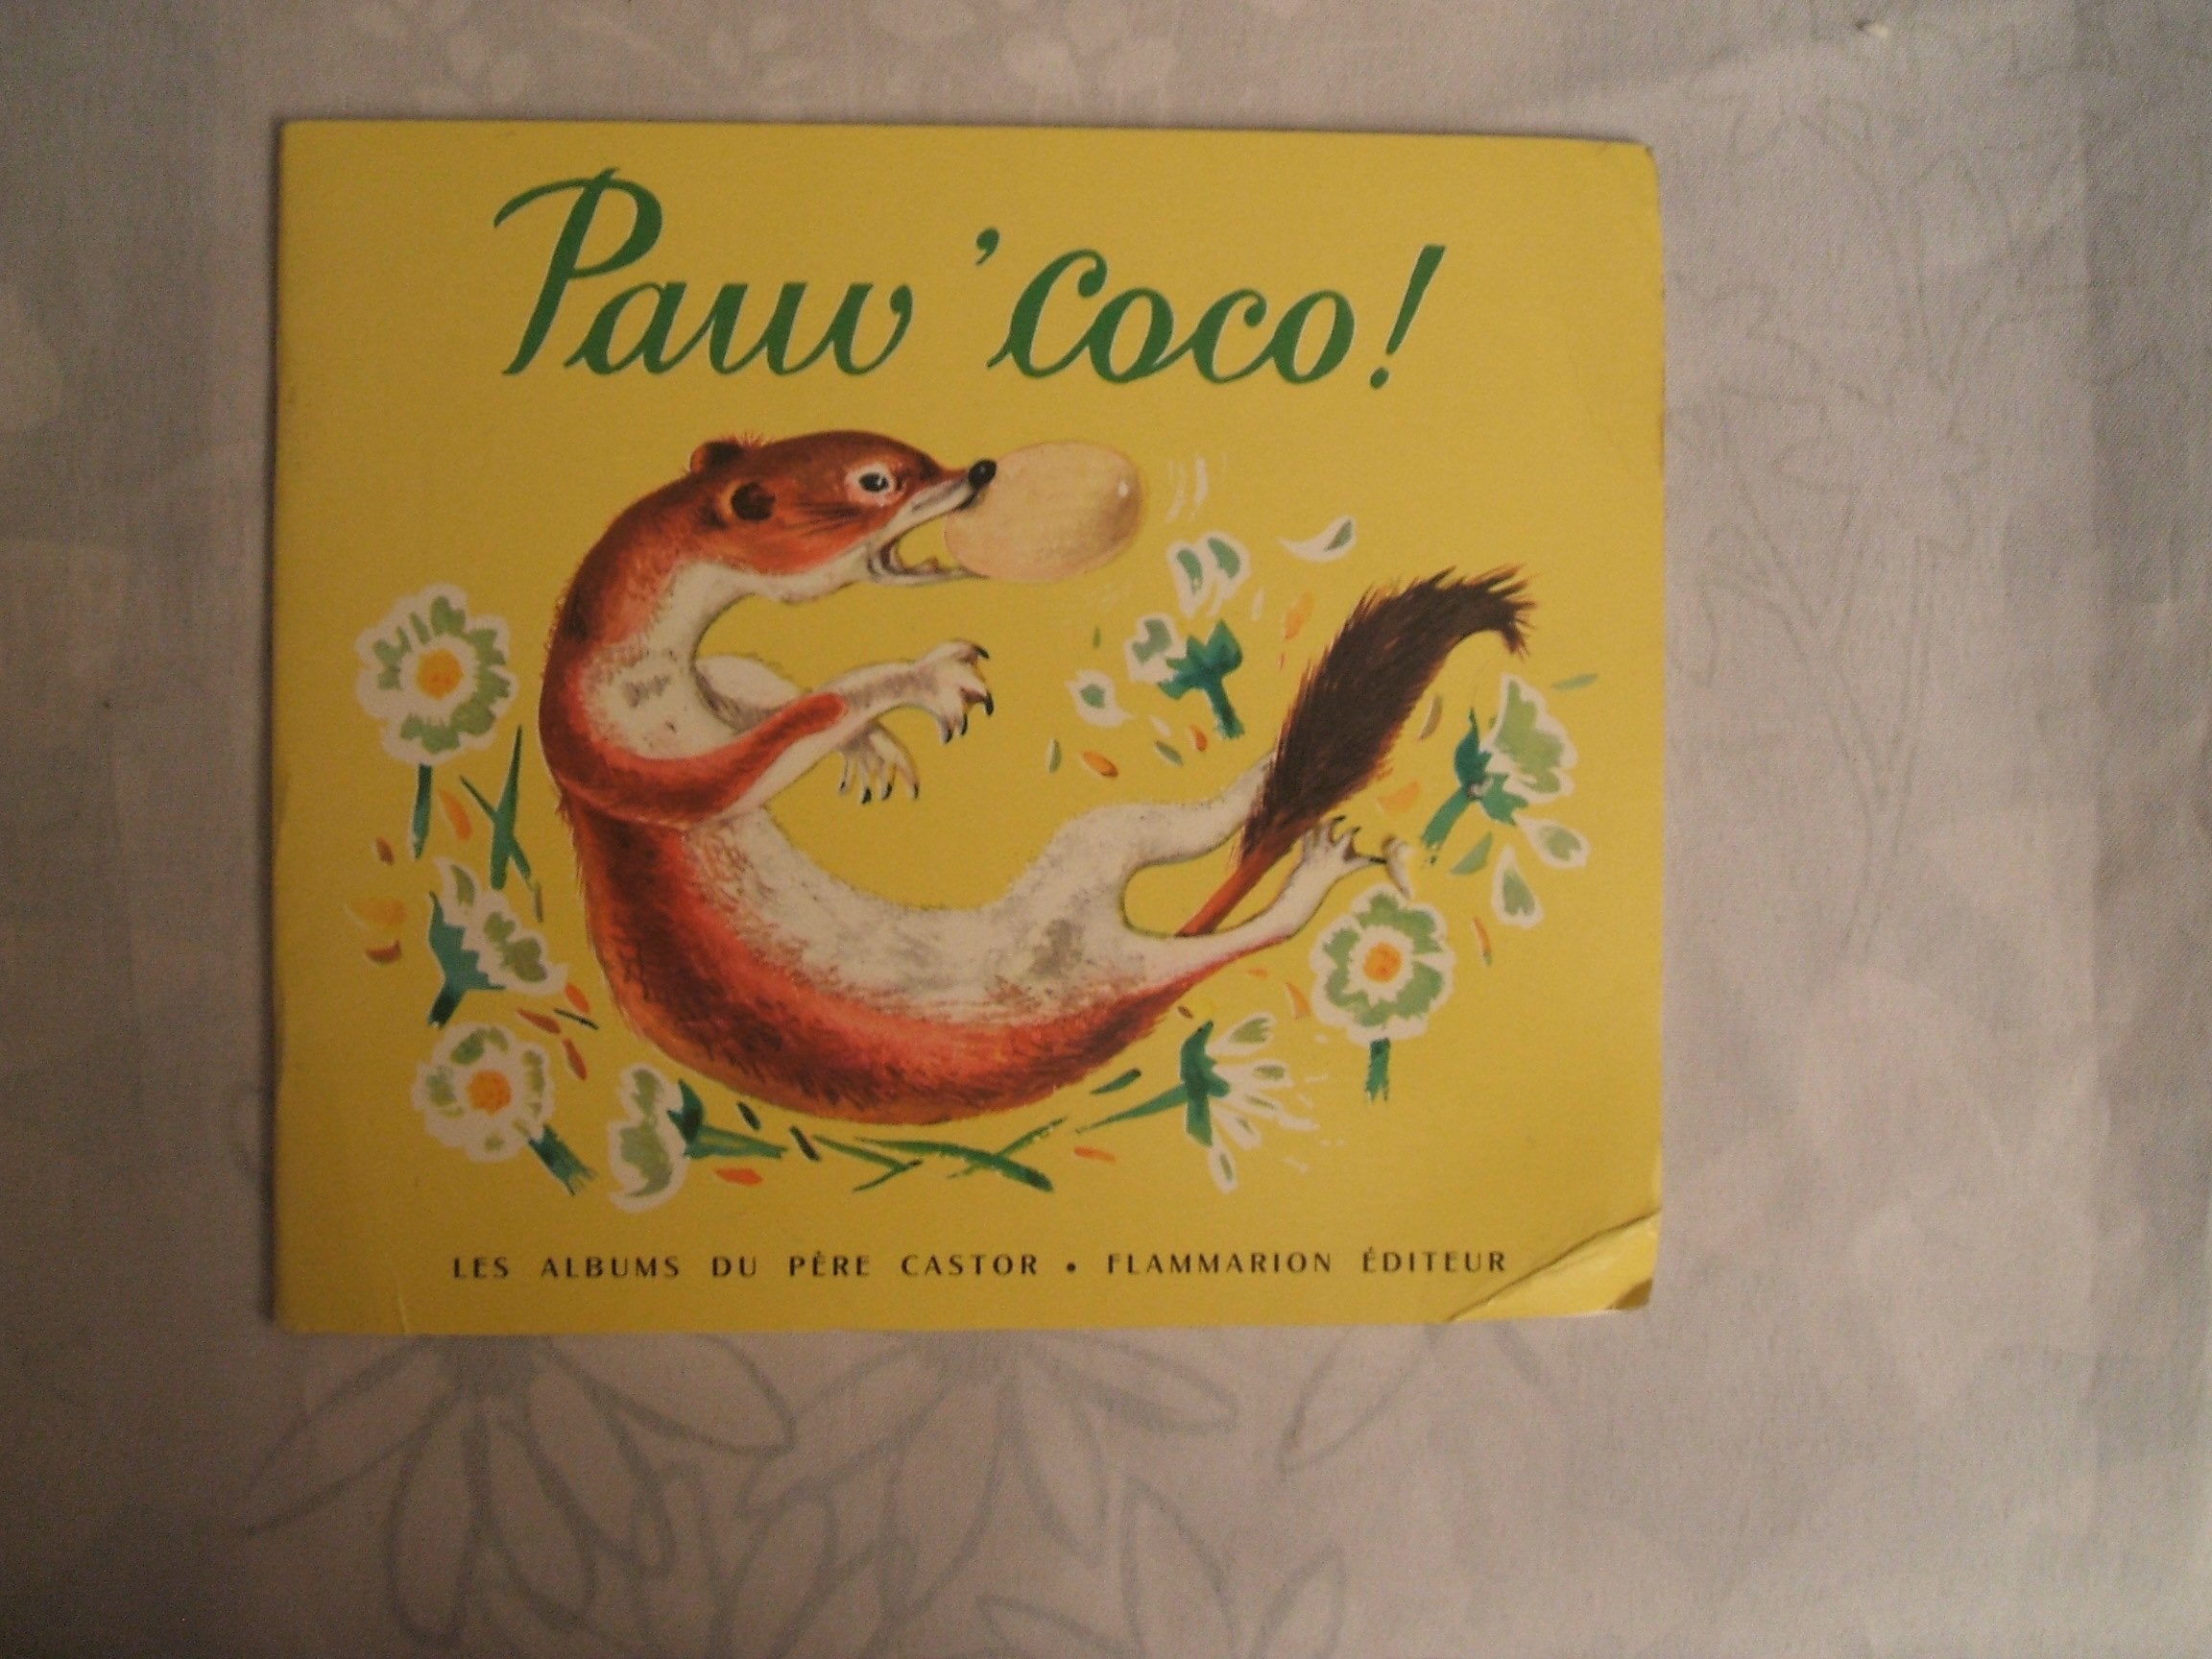 Pauv 'coco!
LES ALBUMS DU PÈRE CASTOR • FLAMMARION ÉDITEUR